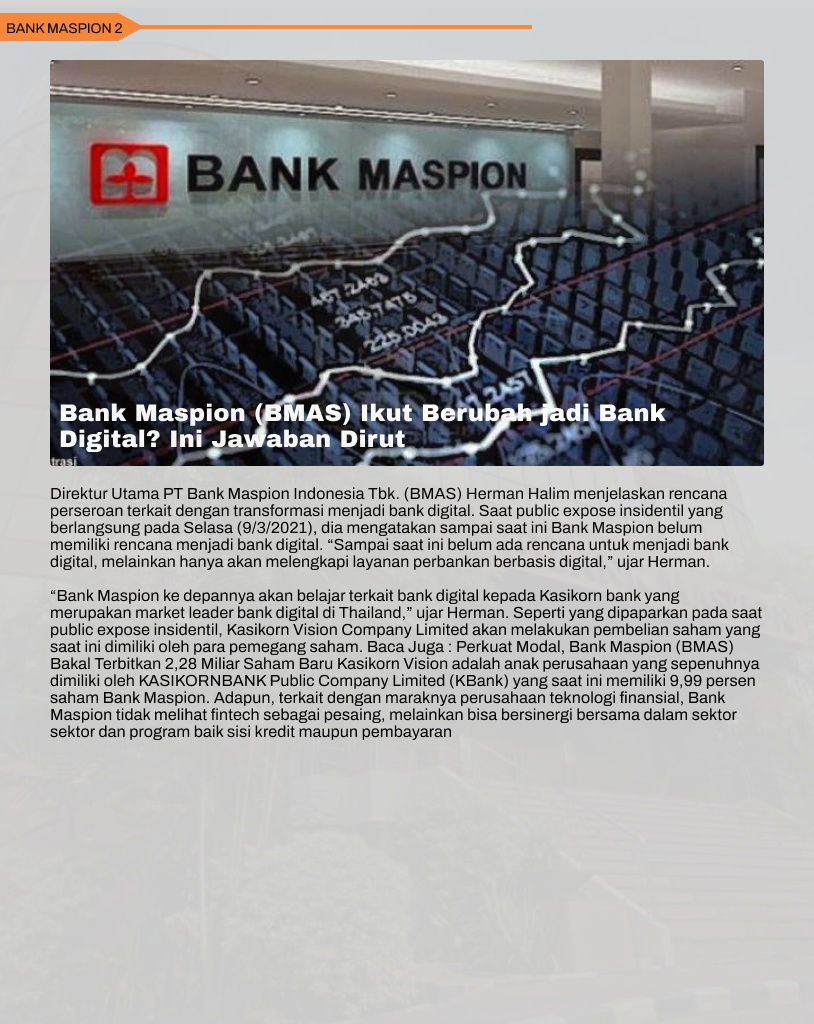 BANK MASPION 2
BANK MASPION
467.2468
345.7475
225.0043
Bank Maspion (BMAS) Ikut Berubah jadi Bank
Digital? Ini Jawaban Dirut
trasi
Direktur Utama PT Bank Maspion Indonesia Tbk. (BMAS) Herman Halim menjelaskan rencana
perseroan terkait dengan transformasi menjadi bank digital. Saat public expose insidentil yang
berlangsung pada Selasa (9/3/2021), dia mengatakan sampai saat ini Bank Maspion belum
memiliki rencana menjadi bank digital. “Sampai saat ini belum ada rencana untuk menjadi bank
digital, melainkan hanya akan melengkapi layanan perbankan berbasis digital,” ujar Herman.
“Bank Maspion ke depannya akan belajar terkait bank digital kepada Kasikorn bank yang
merupakan market leader bank digital di Thailand,” ujar Herman. Seperti yang dipaparkan pada saat
public expose insidentil, Kasikorn Vision Company Limited akan melakukan pembelian saham yang
saat ini dimiliki oleh para pemegang saham. Baca Juga : Perkuat Modal, Bank Maspion (BMAS)
Bakal Terbitkan 2,28 Miliar Saham Baru Kasikorn Vision adalah anak perusahaan yang sepenuhnya
dimiliki oleh KASIKORNBANK Public Company Limited (KBank) yang saat ini memiliki 9,99 persen
saham Bank Maspion. Adapun, terkait dengan maraknya perusahaan teknologi finansial, Bank
Maspion tidak melihat fintech sebagai pesaing, melainkan bisa bersinergi bersama dalam sektor
sektor dan program baik sisi kredit maupun pembayaran